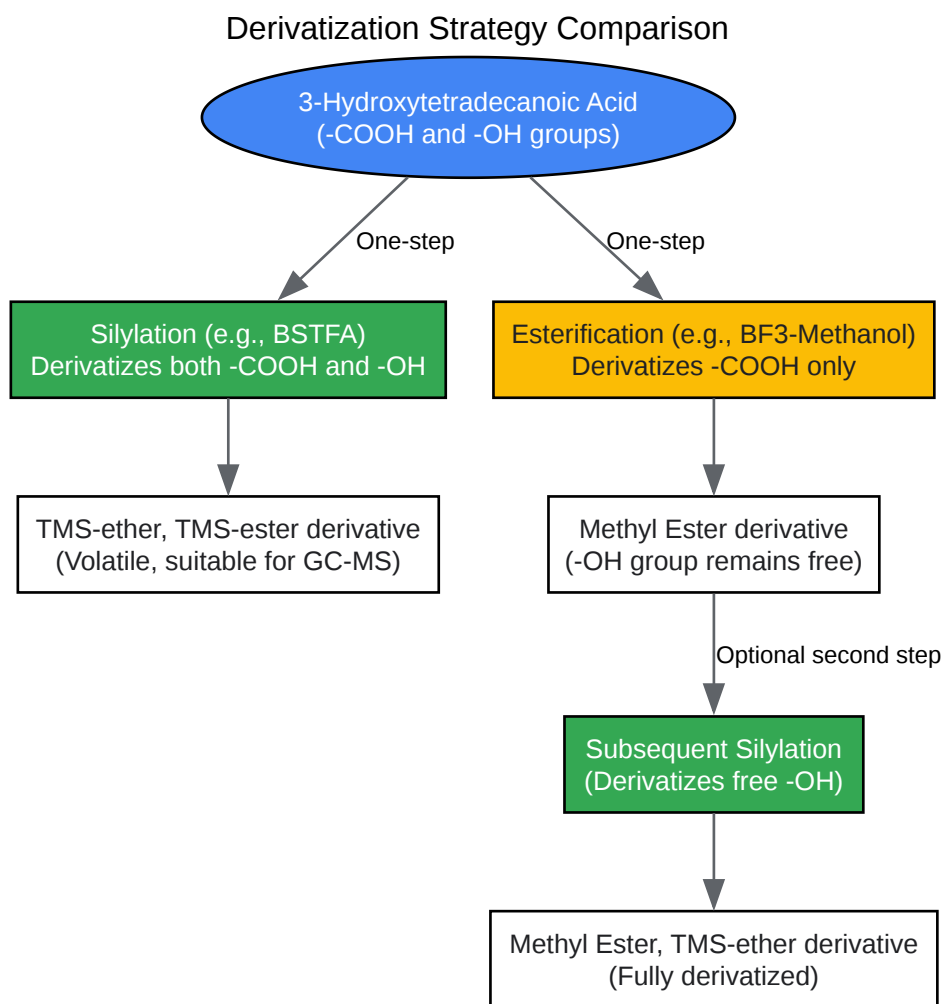 Derivatization Strategy Comparison
3-Hydroxytetradecanoic Acid
(-COOH and -OH groups)
One-step
One-step
Silylation (e.g., BSTFA)
Derivatizes both -COOH and -OH
Esterification (e.g., BF3-Methanol)
Derivatizes -COOH only
TMS-ether, TMS-ester derivative
(Volatile, suitable for GC-MS)
Methyl Ester derivative
(-OH group remains free)
Optional second step
Subsequent Silylation
(Derivatizes free -OH)
Methyl Ester, TMS-ether derivative
(Fully derivatized)